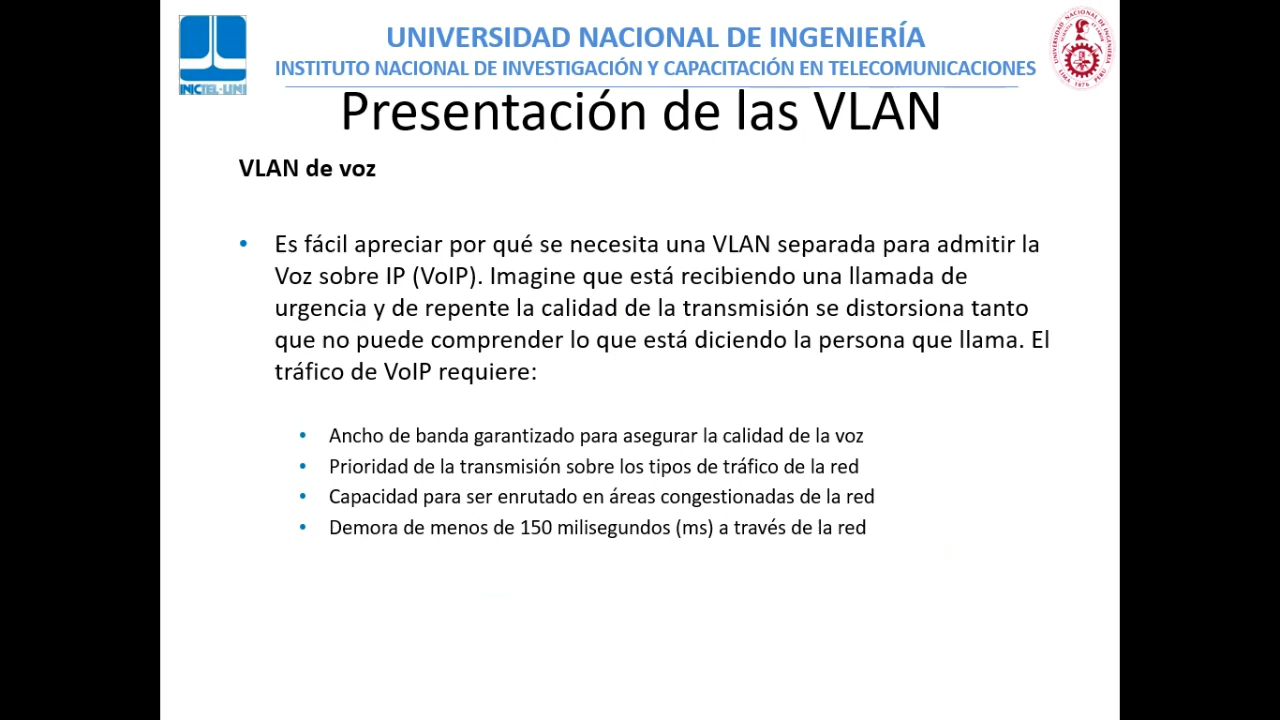 UNIVERSIDAD NACIONAL DE INGENIERÍA
INSTITUTO NACIONAL DE INVESTIGACIÓN Y CAPACITACIÓN EN TELECOMUNICACIONES
INICTEL-UNI
Presentación de las VLAN
VLAN de voz
• Es fácil apreciar por qué se necesita una VLAN separada para admitir la
Voz sobre IP (VoIP). Imagine que está recibiendo una llamada de
urgencia y de repente la calidad de la transmisión se distorsiona tanto
que no puede comprender lo que está diciendo la persona que llama. El
tráfico de VoIP requiere:
• Ancho de banda garantizado para asegurar la calidad de la voz
• Prioridad de la transmisión sobre los tipos de tráfico de la red
• Capacidad para ser enrutado en áreas congestionadas de la red
• Demora de menos de 150 milisegundos (ms) a través de la red